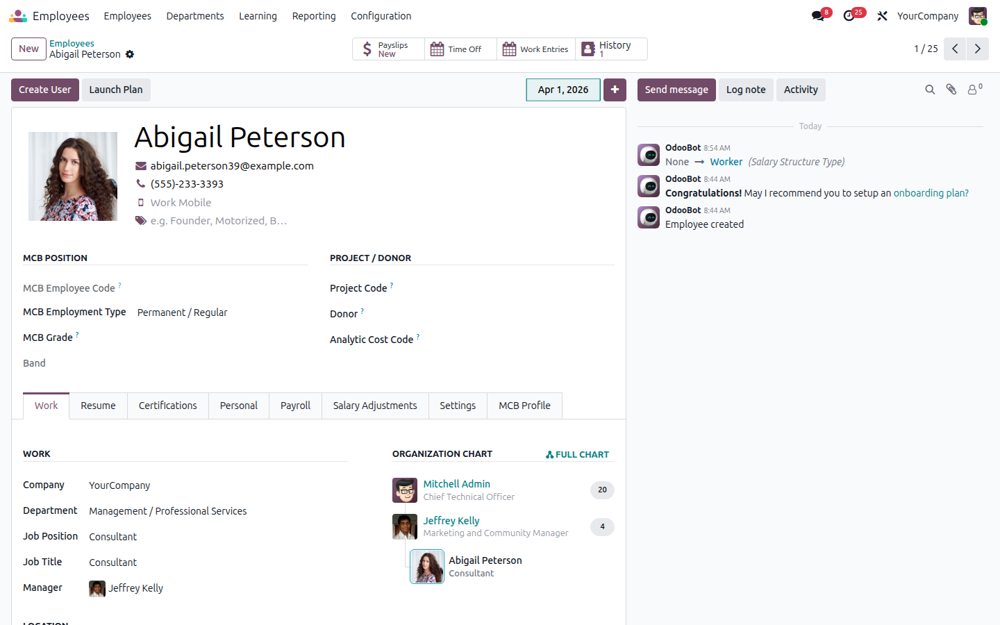 Employees
Employees
Departments
Learning
Reporting
Configuration
8
25
YourCompany
New
Employees
Abigail Peterson
Payslips
New
Time Off
Work Entries
History
1
1 / 25
Create User
Launch Plan
Apr 1, 2026
Send message
Log note
Activity
0
Abigail Peterson
abigail.peterson39@example.com
(555)-233-3393
Work Mobile
e.g. Founder, Motorized, B...
MCB POSITION
MCB Employee Code ?
MCB Employment Type Permanent / Regular
MCB Grade ?
Band
PROJECT / DONOR
Project Code ?
Donor ?
Analytic Cost Code ?
Work
Resume
Certifications
Personal
Payroll
Salary Adjustments
Settings
MCB Profile
WORK
Company YourCompany
Department Management / Professional Services
Job Position Consultant
Job Title Consultant
Manager Jeffrey Kelly
LOCATION
ORGANIZATION CHART
FULL CHART
Mitchell Admin
Chief Technical Officer
20
Jeffrey Kelly
Marketing and Community Manager
4
Abigail Peterson
Consultant
Today
OdooBot 8:54 AM
None → Worker (Salary Structure Type)
OdooBot 8:44 AM
Congratulations! May I recommend you to setup an onboarding plan?
OdooBot 8:44 AM
Employee created